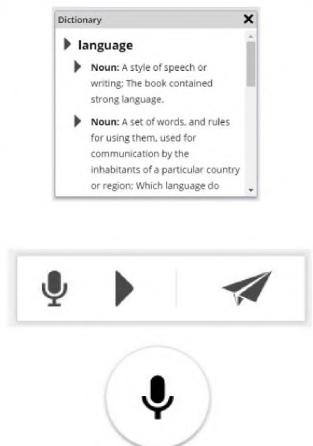 Dictionary
language
Noun: A style of speech or
writing; The book contained
strong language.
Noun: A set of words, and rules
for using them, used for
communication by the
inhabitants of a particular country
or region; Which language do